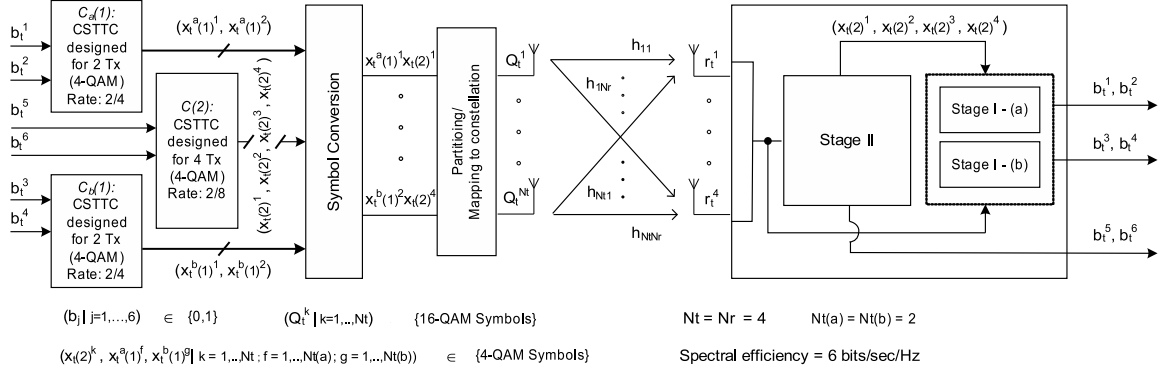 b_t^1
b_t^2
b_t^5
b_t^6
b_t^3
b_t^4
C_a(1):
CSTTC
designed
for 2 Tx
(4-QAM)
Rate: 2/4
C(2):
CSTTC
designed
for 4 Tx
(4-QAM)
Rate: 2/8
C_b(1):
CSTTC
designed
for 2 Tx
(4-QAM)
Rate: 2/4
(x_t^a(1)^1, x_t^a(1)^2)
(x_t(2)^1, x_t(2)^2, x_t(2)^3, x_t(2)^4)
(x_t^b(1)^1, x_t^b(1)^2)
Symbol Conversion
x_t^a(1)^1x_t(2)^1
x_t^b(1)^2x_t(2)^4
Partitioing/
Mapping to constellation
Q_t^1
Q_t^Nt
h_11
h_1Nr
h_Nt1
h_NtNr
r_t^1
r_t^4
(x_t(2)^1, x_t(2)^2, x_t(2)^3, x_t(2)^4)
Stage II
Stage I - (a)
Stage I - (b)
b_t^1, b_t^2
b_t^3, b_t^4
b_t^5, b_t^6
(b_j | j=1,...,6) ∈ {0,1}
(Q_t^k | k=1,..,Nt) {16-QAM Symbols}
Nt = Nr = 4 Nt(a) = Nt(b) = 2
(x_t(2)^k, x_t^a(1)^f, x_t^b(1)^g | k = 1,..,Nt ; f = 1,..,Nt(a); g = 1,..,Nt(b)) ∈ {4-QAM Symbols}
Spectral efficiency = 6 bits/sec/Hz